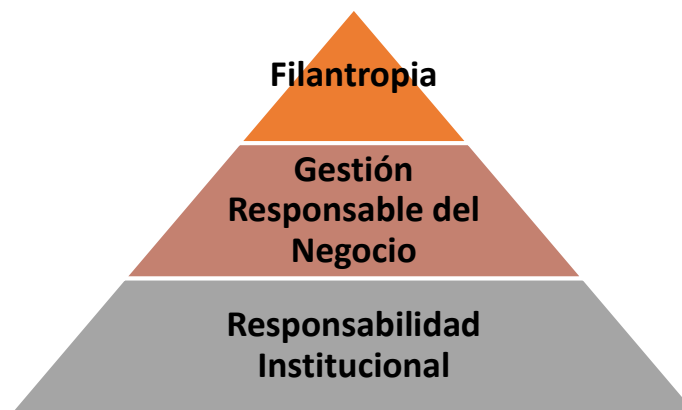 Filantropia
Gestión
Responsable del
Negocio
Responsabilidad
Institucional